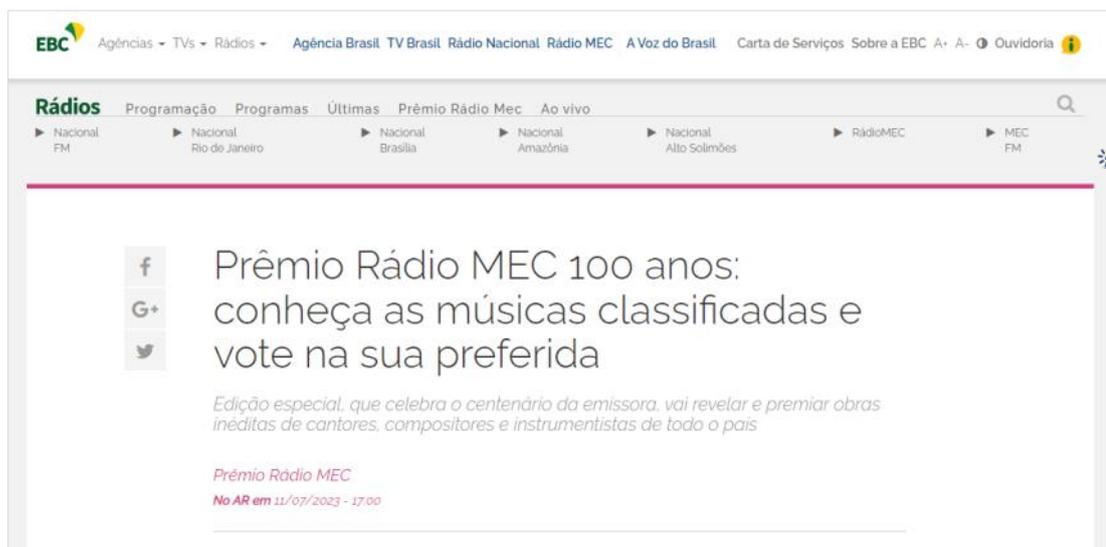 EBC Agências TVs Rádios Agência Brasil TV Brasil Rádio Nacional Rádio MEC A Voz do Brasil Carta de Serviços Sobre a EBC A+ A- Ouvidoria i
Rádios Programação Programas Últimas Prêmio Rádio Mec Ao vivo
Nacional FM
Nacional Rio de Janeiro
Nacional Brasília
Nacional Amazônia
Nacional Alto Solimões
RádioMEC
MEC FM
f
G+
Prêmio Rádio MEC 100 anos:
conheça as músicas classificadas e
vote na sua preferida
Edição especial, que celebra o centenário da emissora, vai revelar e premiar obras
inéditas de cantores, compositores e instrumentistas de todo o país
Prêmio Rádio MEC
No AR em 11/07/2023 - 17:00